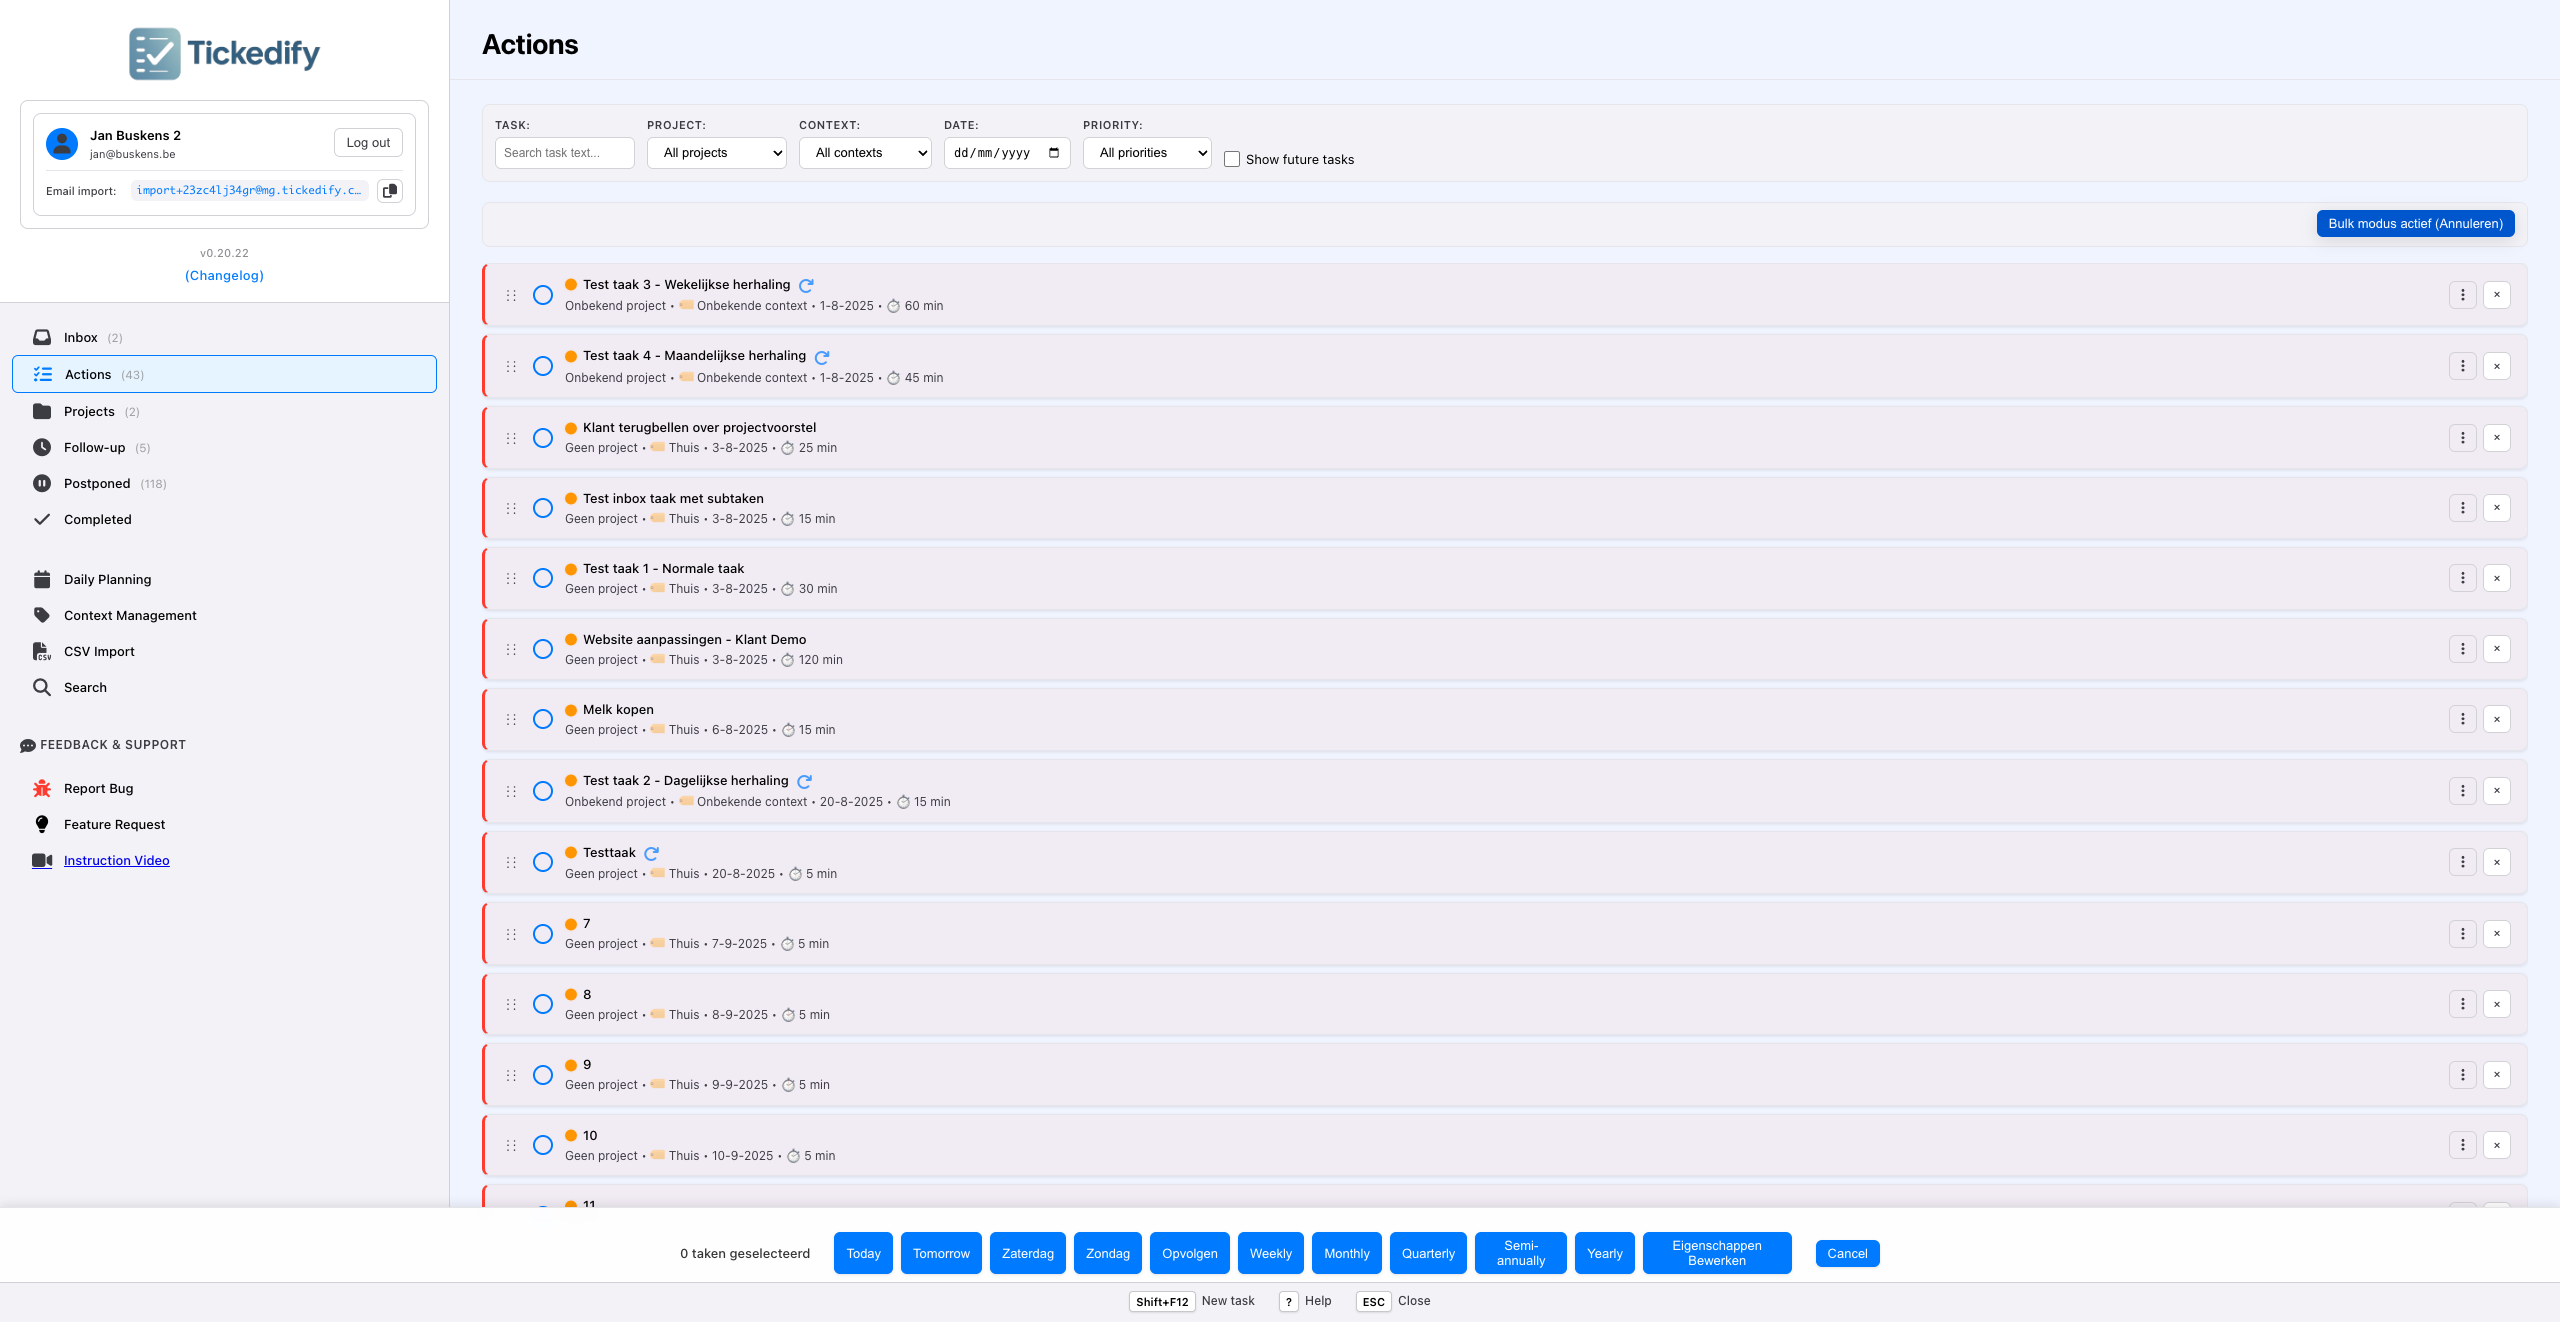 Tickedify
Jan Buskens 2
jan@buskens.be
Log out
Email import: import+23zc4lj34gr@mg.tickedify.c...
v0.20.22
(Changelog)
Inbox (2)
Actions (43)
Projects (2)
Follow-up (5)
Postponed (118)
Completed
Daily Planning
Context Management
CSV Import
Search
FEEDBACK & SUPPORT
Report Bug
Feature Request
Instruction Video
Actions
TASK: PROJECT: CONTEXT: DATE: PRIORITY:
Search task text... All projects All contexts dd/mm/yyyy All priorities Show future tasks
Bulk modus actief (Annuleren)
Test taak 3 - Wekelijkse herhaling
Onbekend project • Onbekende context • 1-8-2025 • 60 min
Test taak 4 - Maandelijkse herhaling
Onbekend project • Onbekende context • 1-8-2025 • 45 min
Klant terugbellen over projectvoorstel
Geen project • Thuis • 3-8-2025 • 25 min
Test inbox taak met subtaken
Geen project • Thuis • 3-8-2025 • 15 min
Test taak 1 - Normale taak
Geen project • Thuis • 3-8-2025 • 30 min
Website aanpassingen - Klant Demo
Geen project • Thuis • 3-8-2025 • 120 min
Melk kopen
Geen project • Thuis • 6-8-2025 • 15 min
Test taak 2 - Dagelijkse herhaling
Onbekend project • Onbekende context • 20-8-2025 • 15 min
Testtaak
Geen project • Thuis • 20-8-2025 • 5 min
7
Geen project • Thuis • 7-9-2025 • 5 min
8
Geen project • Thuis • 8-9-2025 • 5 min
9
Geen project • Thuis • 9-9-2025 • 5 min
10
Geen project • Thuis • 10-9-2025 • 5 min
11
0 taken geselecteerd Today Tomorrow Zaterdag Zondag Opvolgen Weekly Monthly Quarterly Semi-annually Yearly Eigenschappen Bewerken Cancel
Shift+F12 New task ? Help ESC Close